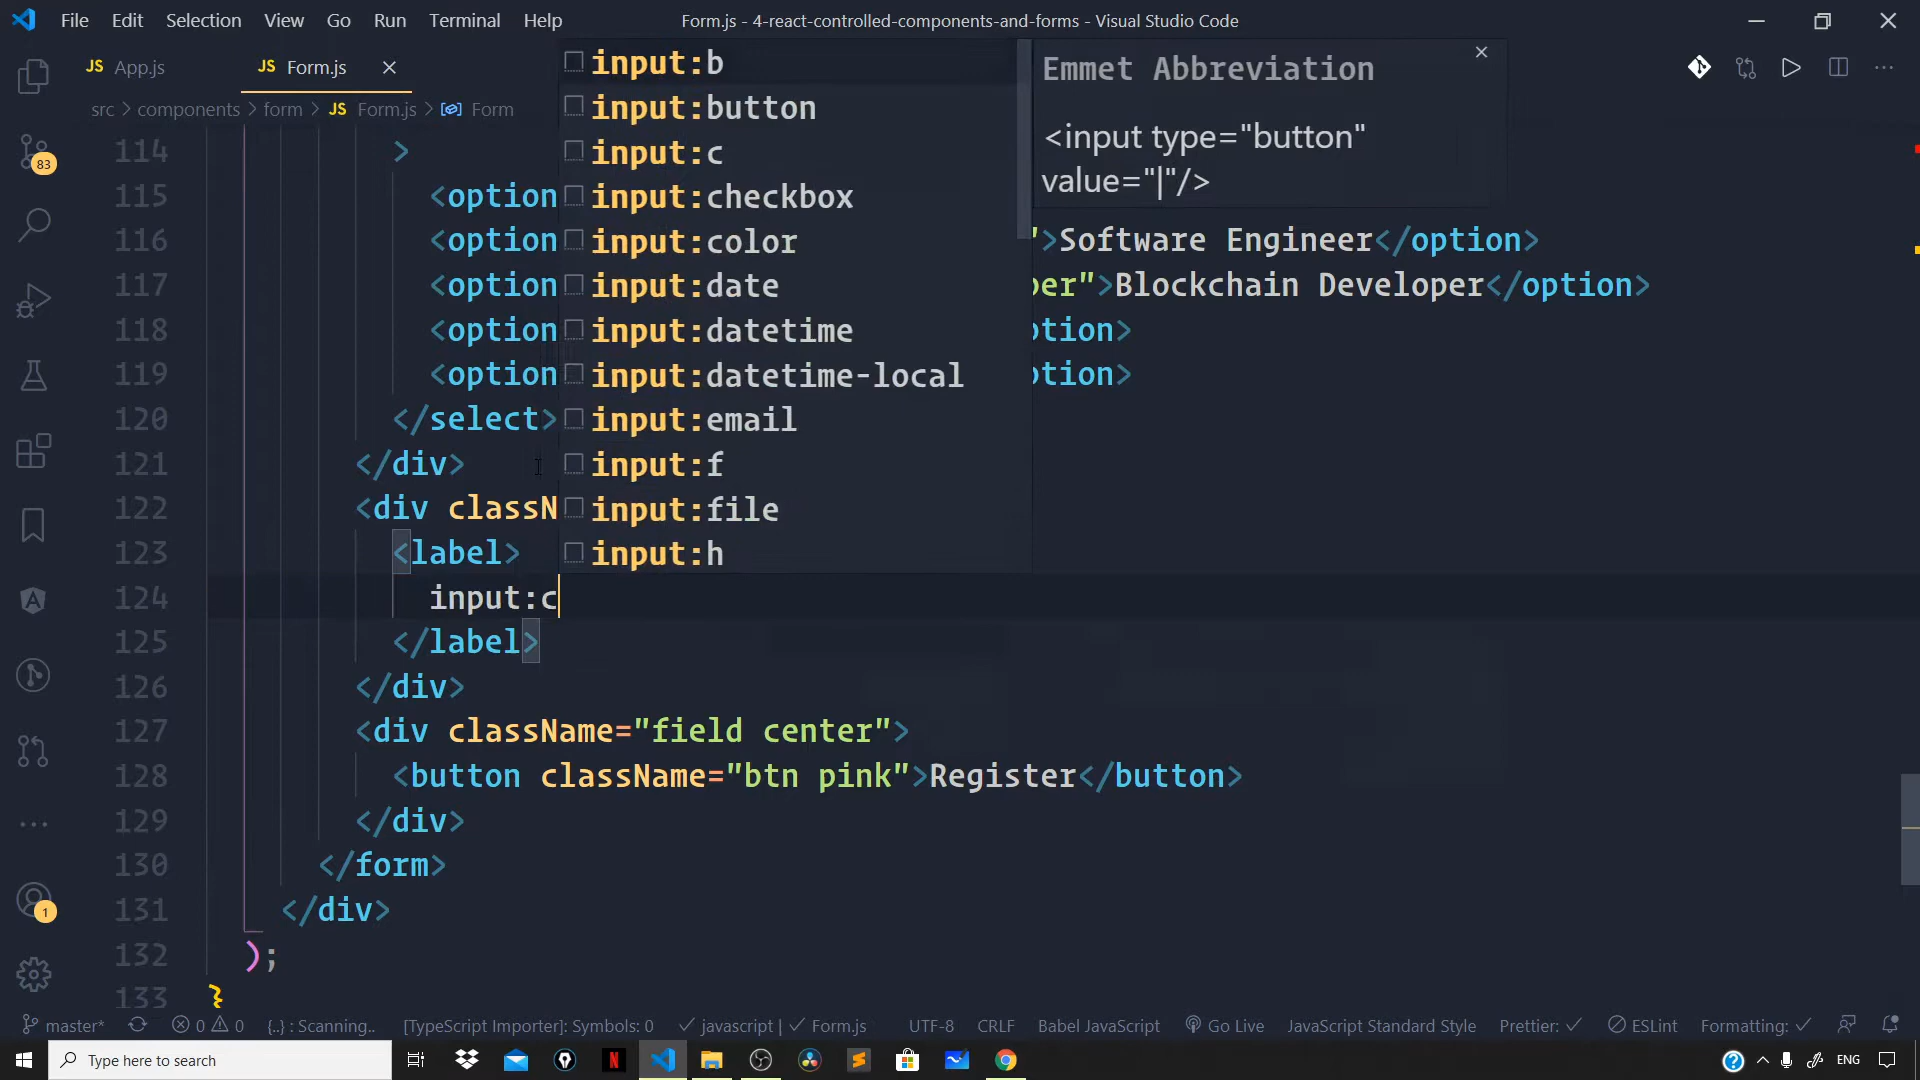 File Edit Selection View Go Run Terminal Help
Form.js - 4-react-controlled-components-and-forms - Visual Studio Code
JS App.js JS Form.js
src > components > form > JS Form.js > Form
input:b
input:button
input:c
input:checkbox
input:color
input:date
input:datetime
input:datetime-local
input:email
input:f
input:file
input:h
Emmet Abbreviation
<input type="button"
value="|"/>
114 >
115 <option
116 <option ">Software Engineer</option>
117 <option per">Blockchain Developer</option>
118 <option ption>
119 <option ption>
120 </select>
121 </div>
122 <div classN
123 <label>
124 input:c
125 </label>
126 </div>
127 <div className="field center">
128 <button className="btn pink">Register</button>
129 </div>
130 </form>
131 </div>
132 );
133 }
83
1
master* 0 0 {..} : Scanning.. [TypeScript Importer]: Symbols: 0 javascript | Form.js UTF-8 CRLF Babel JavaScript Go Live JavaScript Standard Style Prettier: ESLint Formatting:
Type here to search
ENG